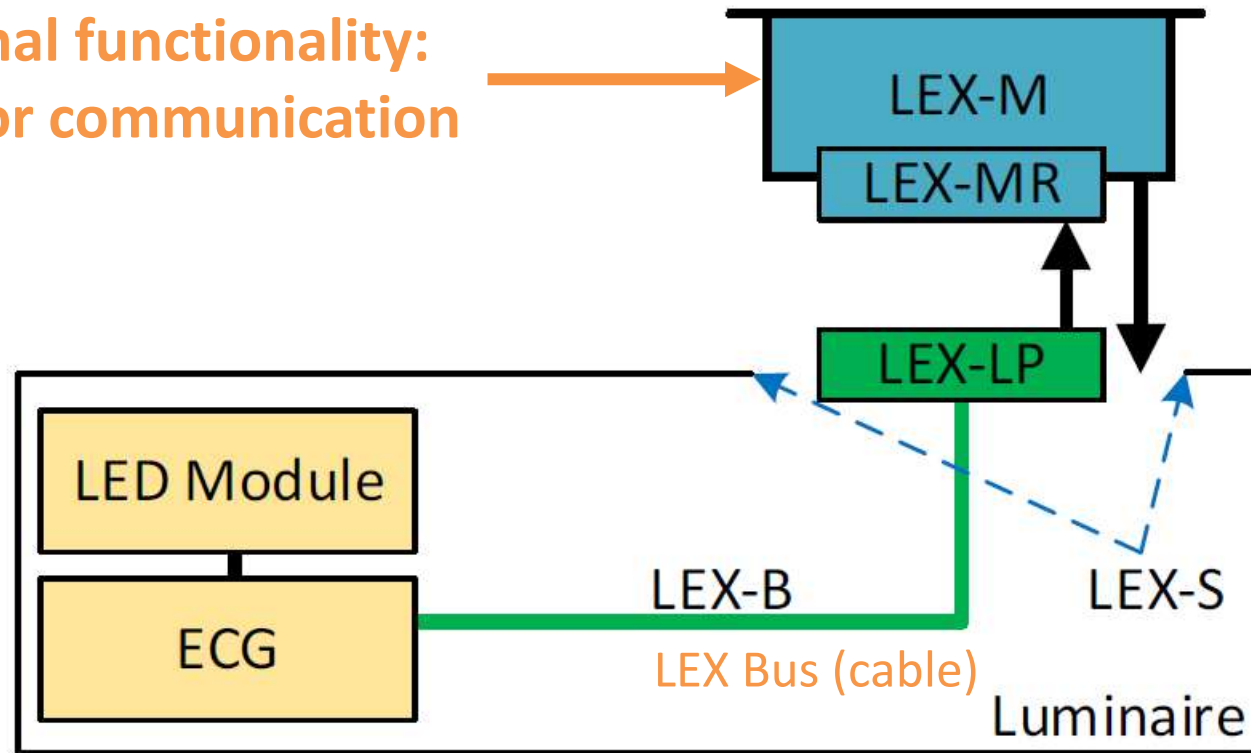 nal functionality:
or communication
LEX-M
LEX-MR
LEX-LP
LED Module
LEX-B
LEX-S
ECG
LEX Bus (cable)
Luminaire